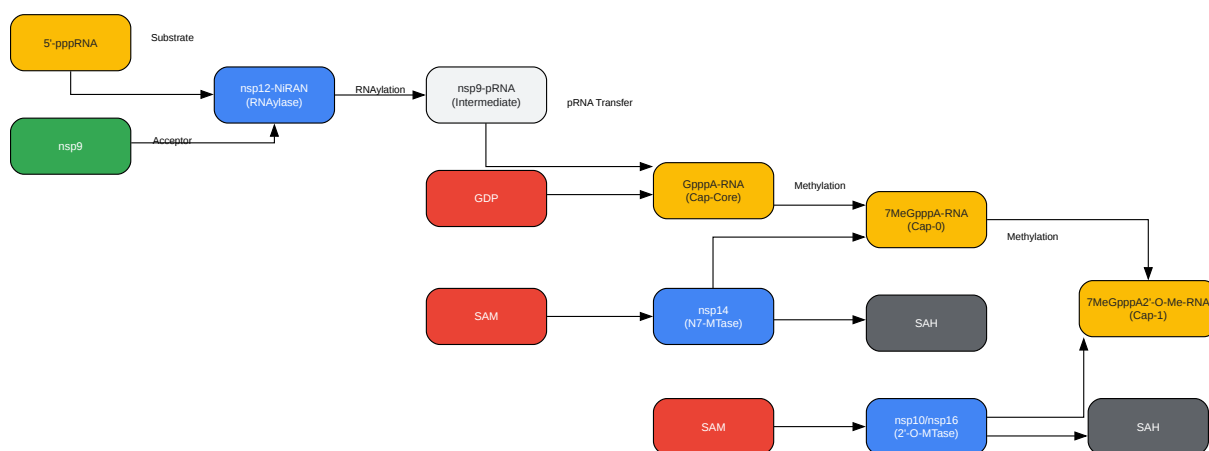 5'-pppRNA
Substrate
nsp12-NiRAN
(RNAylase)
RNAylation
nsp9-pRNA
(Intermediate)
pRNA Transfer
nsp9
Acceptor
GDP
GpppA-RNA
(Cap-Core)
Methylation
7MeGpppA-RNA
(Cap-0)
Methylation
SAM
nsp14
(N7-MTase)
SAH
7MeGpppA2'-O-Me-RNA
(Cap-1)
SAM
nsp10/nsp16
(2'-O-MTase)
SAH